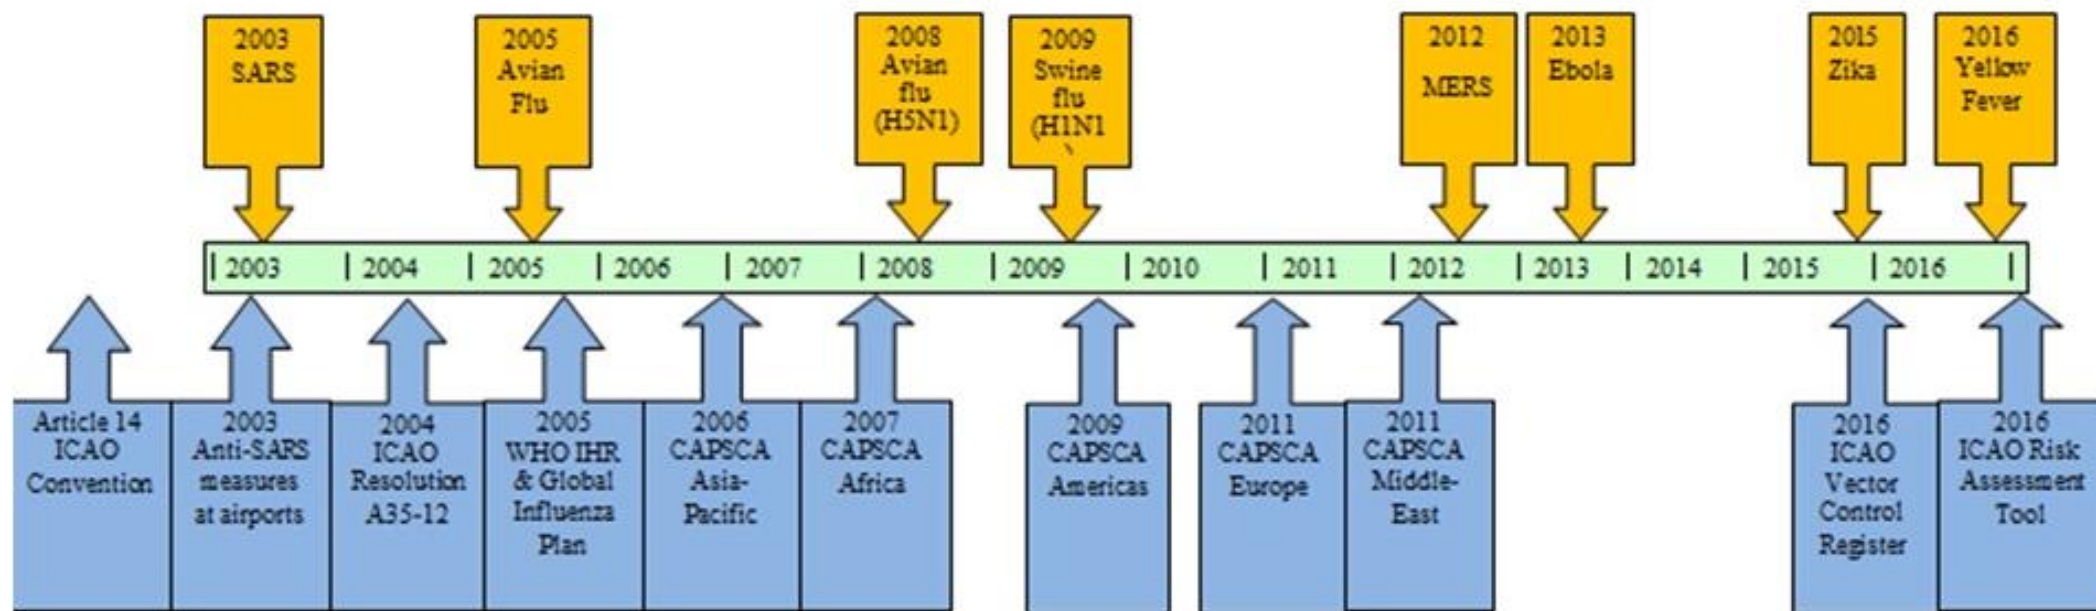 2003
SARS
2005
Avian
Flu
2008
Avian
flu
(H5N1)
2009
Swine
flu
(H1N1
)
2012
MERS
2013
Ebola
2015
Zika
2016
Yellow
Fever
| 2003 | 2004 | 2005 | 2006 | 2007 | 2008 | 2009 | 2010 | 2011 | 2012 | 2013 | 2014 | 2015 | 2016 |
Article 14
ICAO
Convention
2003
Anti-SARS
measures
at airports
2004
ICAO
Resolution
A35-12
2005
WHO IHR
& Global
Influenza
Plan
2006
CAPSCA
Asia-
Pacific
2007
CAPSCA
Africa
2009
CAPSCA
Americas
2011
CAPSCA
Europe
2011
CAPSCA
Middle-
East
2016
ICAO
Vector
Control
Register
2016
ICAO Risk
Assessment
Tool